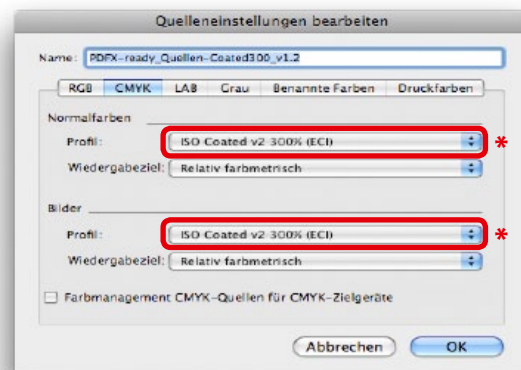 Quelleneinstellungen bearbeiten
Name: PDFX-ready_Quellen-Coated300_v1.2
RGB CMYK LAB Grau Benannte Farben Druckfarben
Normalfarben
Profil: ISO Coated v2 300% (ECI) *
Wiedergabeziel: Relativ farbmetrisch
Bilder
Profil: ISO Coated v2 300% (ECI) *
Wiedergabeziel: Relativ farbmetrisch
Farbmanagement CMYK-Quellen für CMYK-Zielgeräte
Abbrechen OK